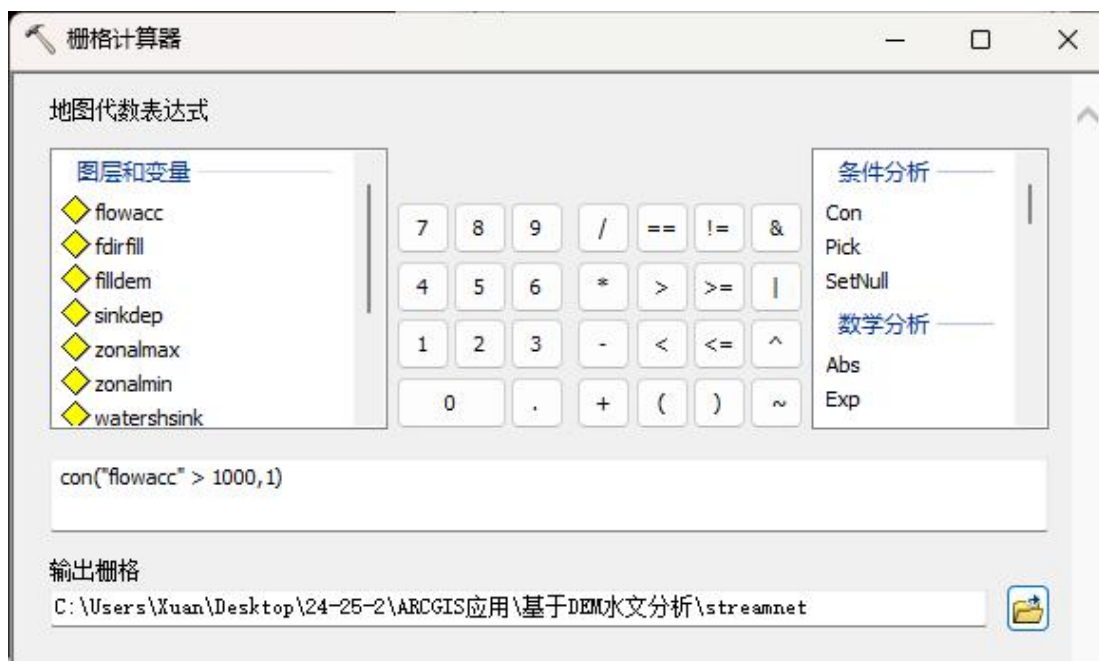 栅格计算器
地图代数表达式
图层和变量
flowacc
fdirfill
filldem
sinkdep
zonalmax
zonalmin
watershsink
7 8 9 / == != &
4 5 6 * > >= |
1 2 3 - < <= ^
0 . + ( ) ~
条件分析
Con
Pick
SetNull
数学分析
Abs
Exp
con("flowacc" > 1000,1)
输出栅格
C:\Users\Xuan\Desktop\24-25-2\ARCGIS应用\基于DEM水文分析\streamnet